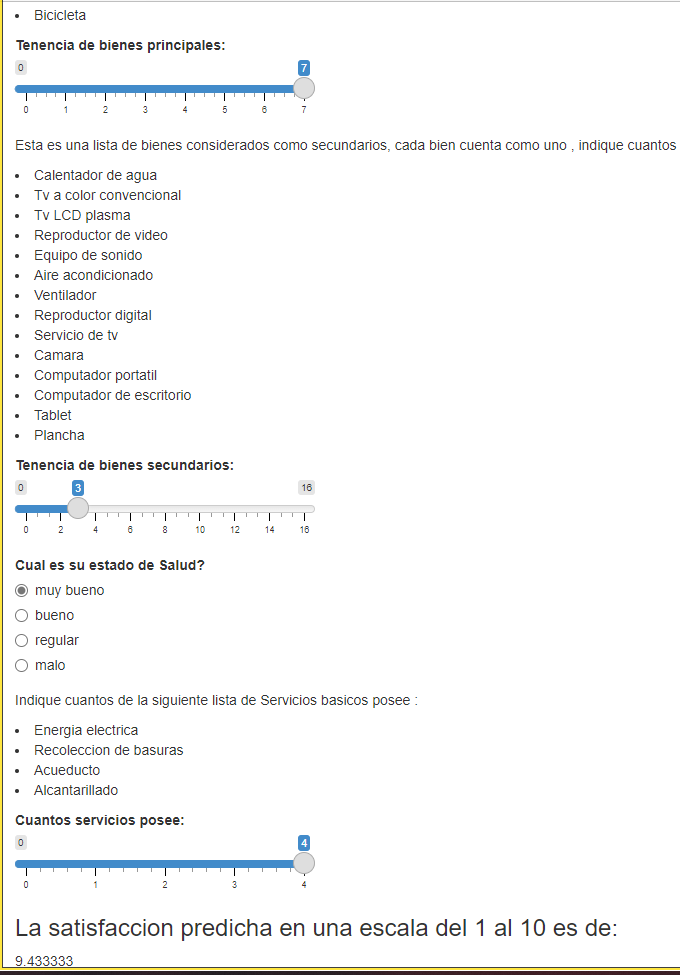 Bicicleta
Tenencia de bienes principales:
0 7
0 1 2 3 4 5 6 7
Esta es una lista de bienes considerados como secundarios, cada bien cuenta como uno , indique cuantos
Calentador de agua
Tv a color convencional
Tv LCD plasma
Reproductor de video
Equipo de sonido
Aire acondicionado
Ventilador
Reproductor digital
Servicio de tv
Camara
Computador portatil
Computador de escritorio
Tablet
Plancha
Tenencia de bienes secundarios:
0 3 16
0 2 4 6 8 10 12 14 16
Cual es su estado de Salud?
muy bueno
bueno
regular
malo
Indique cuantos de la siguiente lista de Servicios basicos posee :
Energia electrica
Recoleccion de basuras
Acueducto
Alcantarillado
Cuantos servicios posee:
0 4
0 1 2 3 4
La satisfaccion predicha en una escala del 1 al 10 es de:
9.433333